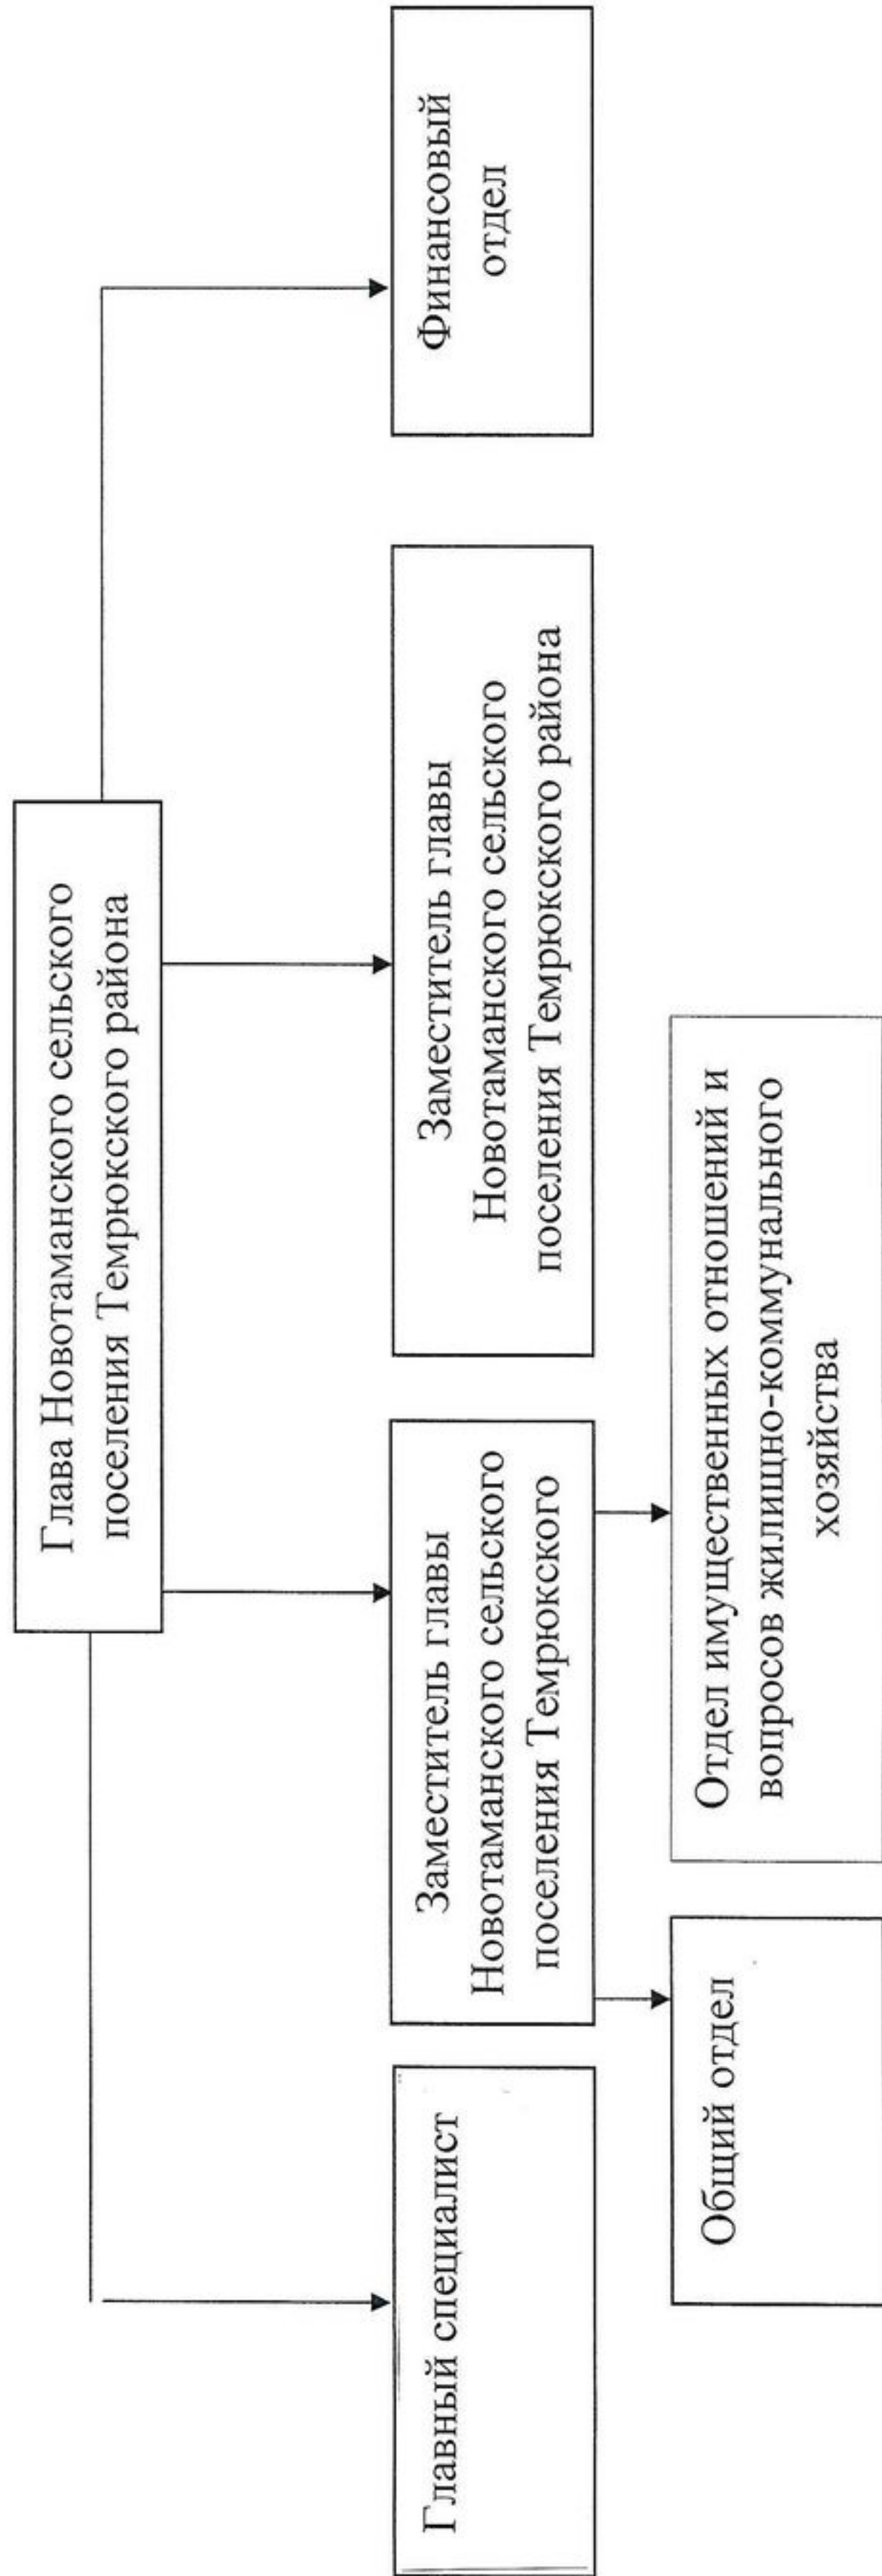 Глава Новотаманского сельского
поселения Темрюкского района
Главный специалист
Заместитель главы
Новотаманского сельского
поселения Темрюкского
Заместитель главы
Новотаманского сельского
поселения Темрюкского района
Финансовый
отдел
Общий отдел
Отдел имущественных отношений и
вопросов жилищно-коммунального
хозяйства